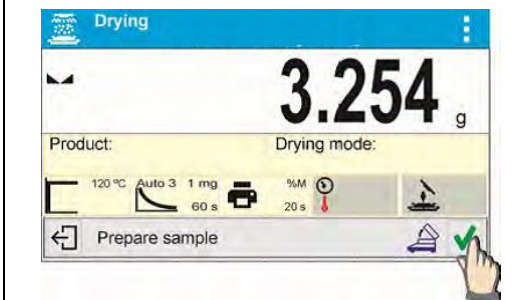 Drying
3.254 g
Product: Drying mode:
120 °C Auto 3 1 mg %M
60 s 20 s
Prepare sample